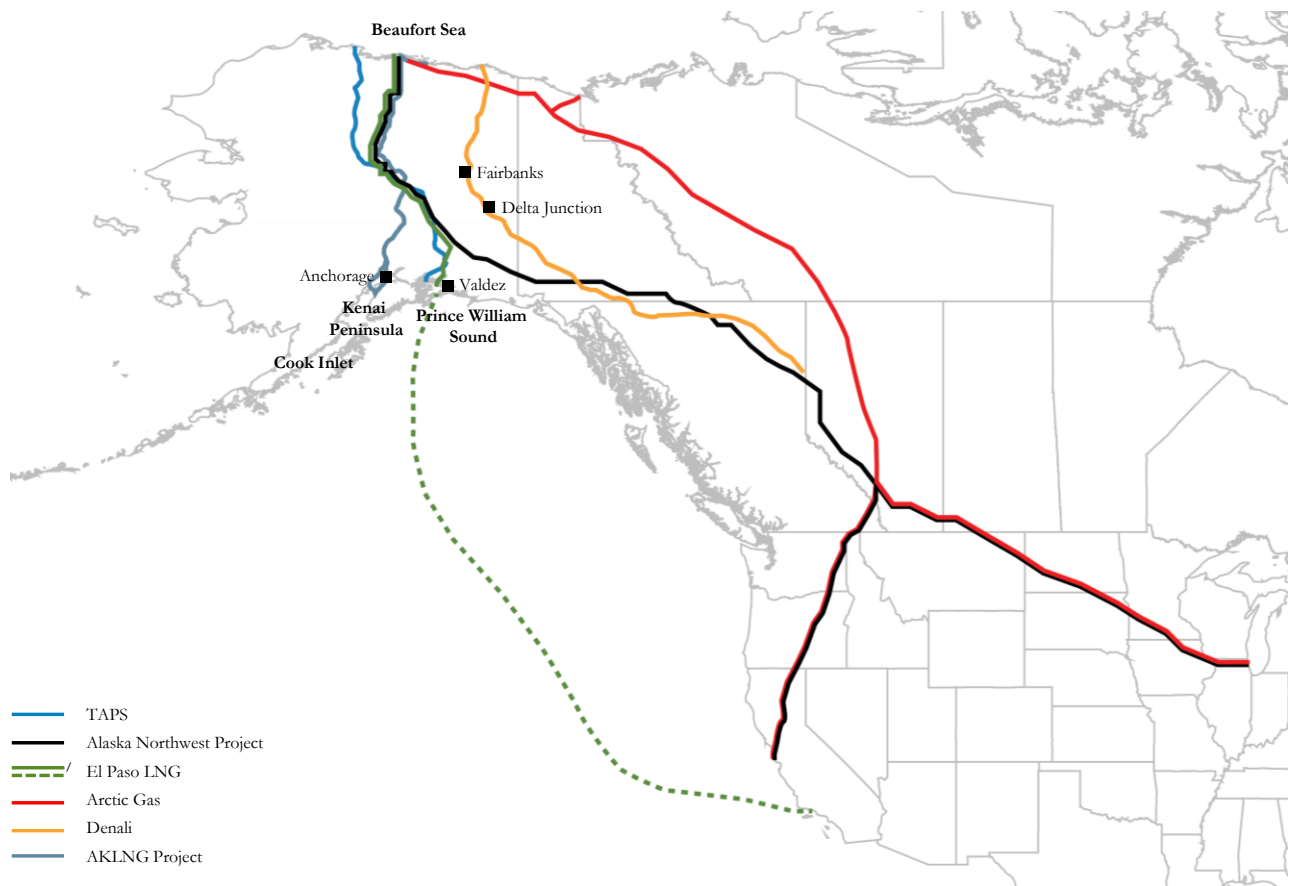 Beaufort Sea
Fairbanks
Delta Junction
Anchorage
Valdez
Kenai
Peninsula
Prince William
Sound
Cook Inlet
TAPS
Alaska Northwest Project
/
El Paso LNG
Arctic Gas
Denali
AKLNG Project